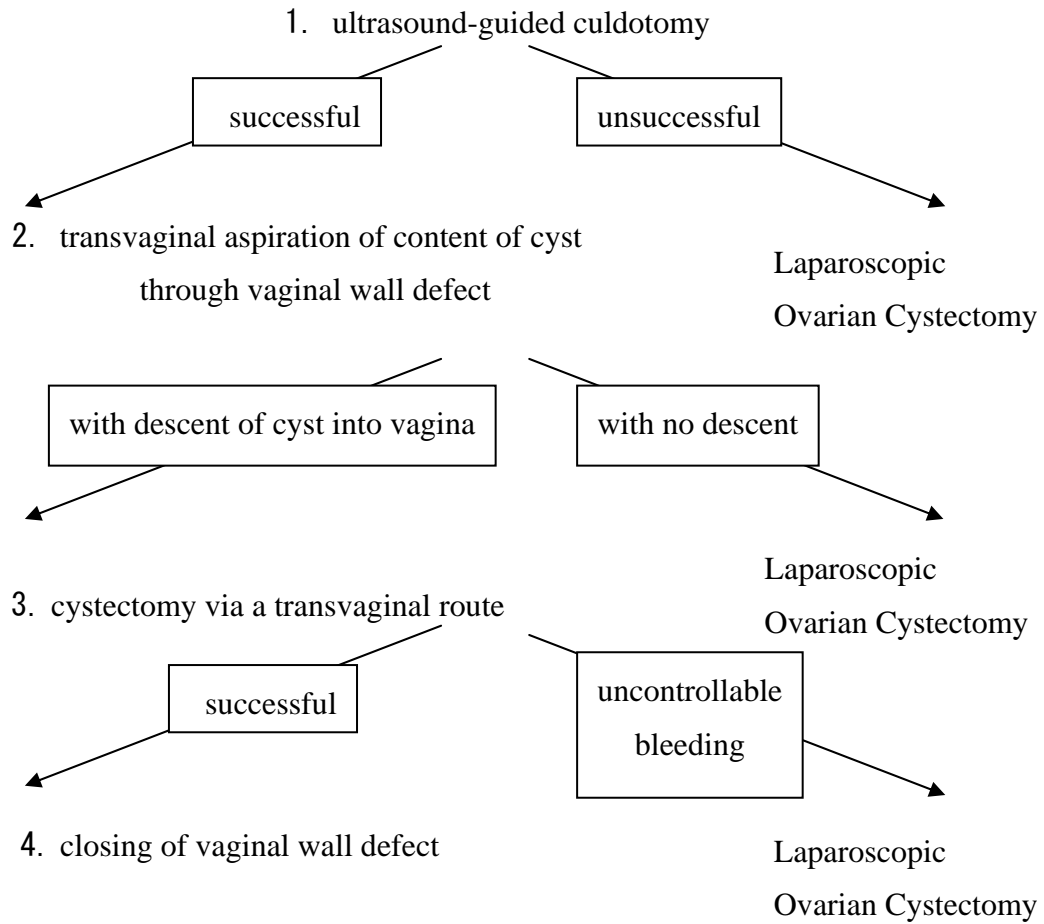 1. ultrasound-guided culdotomy
successful
unsuccessful
2. transvaginal aspiration of content of cyst
through vaginal wall defect
Laparoscopic
Ovarian Cystectomy
with descent of cyst into vagina
with no descent
Laparoscopic
Ovarian Cystectomy
3. cystectomy via a transvaginal route
successful
uncontrollable
bleeding
4. closing of vaginal wall defect
Laparoscopic
Ovarian Cystectomy